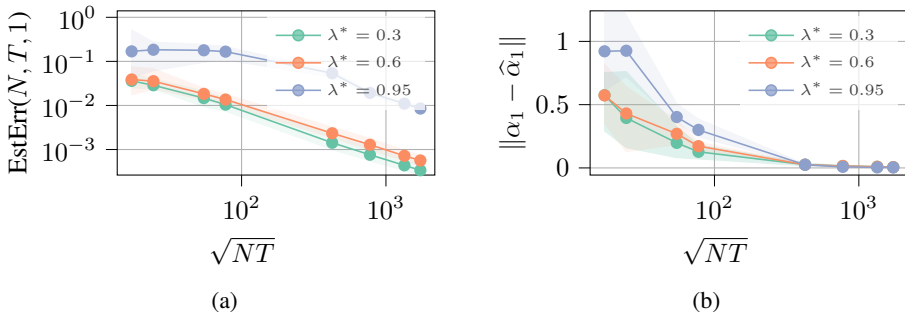 10^0
10^{-1}
10^{-2}
10^{-3}
EstErr(N, T, 1)
λ* = 0.3
λ* = 0.6
λ* = 0.95
10^2
10^3
√NT
(a)
1
0.5
0
||α_1 − α̂_1||
λ* = 0.3
λ* = 0.6
λ* = 0.95
10^2
10^3
√NT
(b)